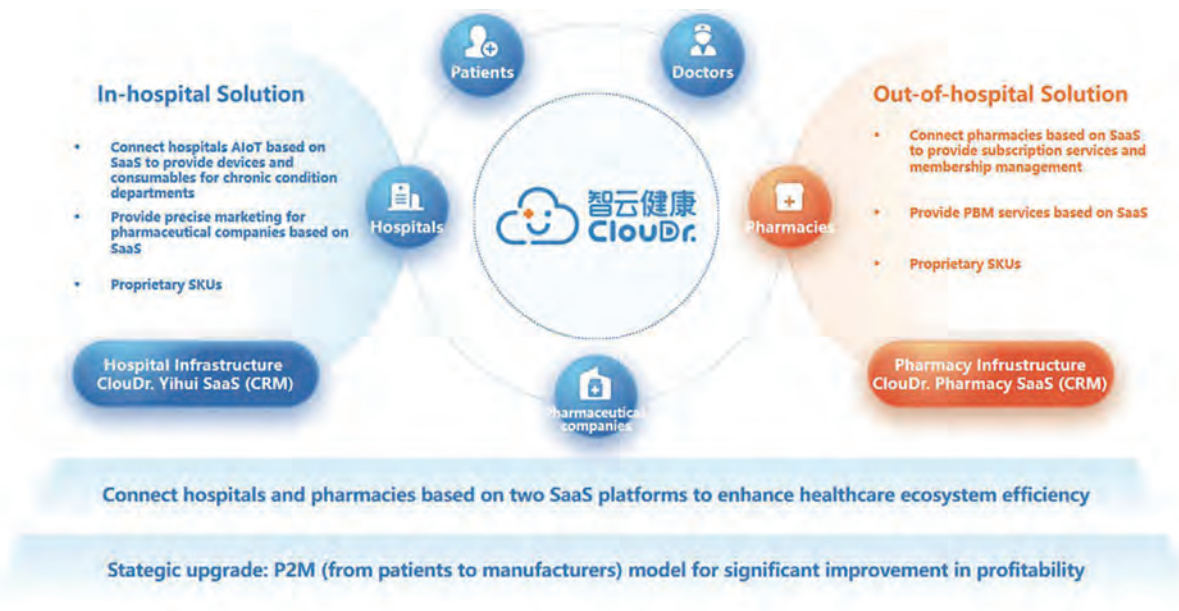 Patients
Doctors
In-hospital Solution
• Connect hospitals AIoT based on
SaaS to provide devices and
consumables for chronic condition
departments
• Provide precise marketing for
pharmaceutical companies based on
SaaS
• Proprietary SKUs
Hospital Infrastructure
ClouDr. Yihui SaaS (CRM)
Hospitals
智云健康
ClouDr.
Pharmacies
Pharmaceutical
companies
Out-of-hospital Solution
• Connect pharmacies based on SaaS
to provide subscription services and
membership management
• Provide PBM services based on SaaS
• Proprietary SKUs
Pharmacy Infrustructure
ClouDr. Pharmacy SaaS (CRM)
Connect hospitals and pharmacies based on two SaaS platforms to enhance healthcare ecosystem efficiency
Stategic upgrade: P2M (from patients to manufacturers) model for significant improvement in profitability